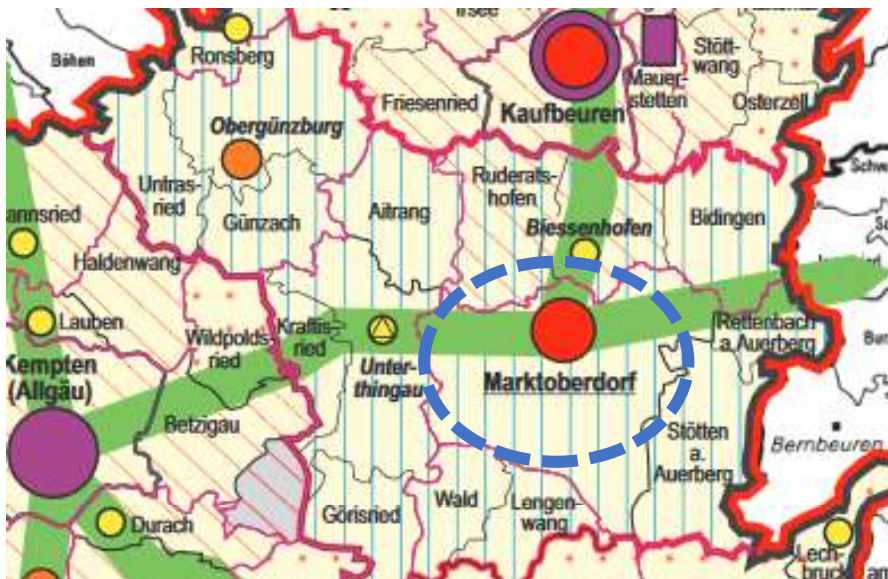 Irsee
Böhen
Ronsberg
Stött-
wang
Mauer-
stetten
Friesenried
Kaufbeuren
Osterzell
Obergünzburg
Untras-
ried
Günzach
Aitrang
Ruderats-
hofen
Biessenhofen
Bidingen
annsried
Haldenwang
Lauben
Wildpolds-
ried
Kraftis-
ried
Unter-
thingau
Marktoberdorf
Rettenbach
a.Auerberg
Kempten
(Allgäu)
Betzigau
Stötten
a.
Auerberg
Bernbeuren
Durach
Görisried
Wald
Lengen-
wang
Lech-
bruck